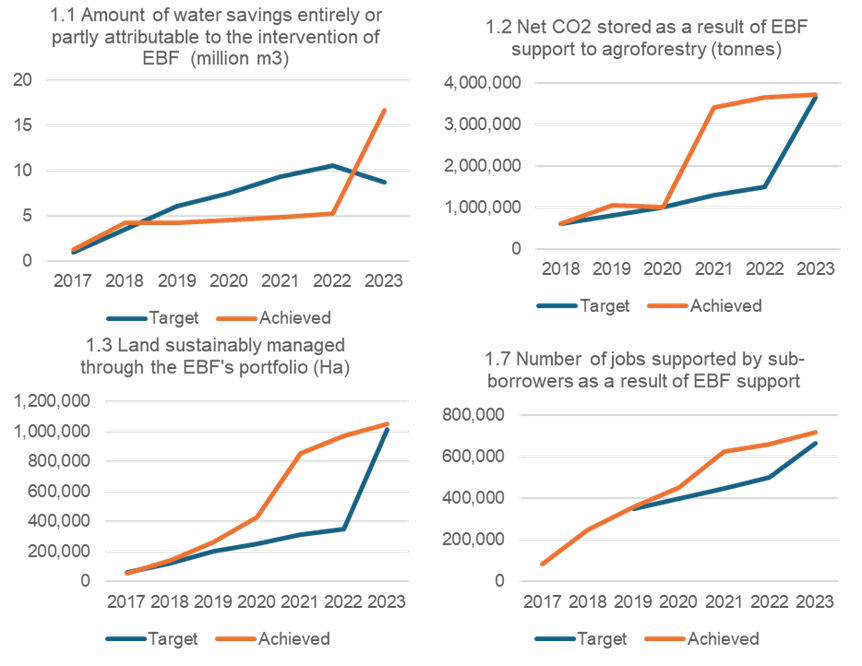 1.1 Amount of water savings entirely or
partly attributable to the intervention of
EBF (million m3)
20
15
10
5
0
2017 2018 2019 2020 2021 2022 2023
Target Achieved
1.2 Net CO2 stored as a result of EBF
support to agroforestry (tonnes)
4,000,000
3,000,000
2,000,000
1,000,000
0
2018 2019 2020 2021 2022 2023
Target Achieved
1.3 Land sustainably managed
through the EBF's portfolio (Ha)
1,200,000
1,000,000
800,000
600,000
400,000
200,000
0
2017 2018 2019 2020 2021 2022 2023
Target Achieved
1.7 Number of jobs supported by sub-
borrowers as a result of EBF support
800,000
600,000
400,000
200,000
0
2017 2018 2019 2020 2021 2022 2023
Target Achieved